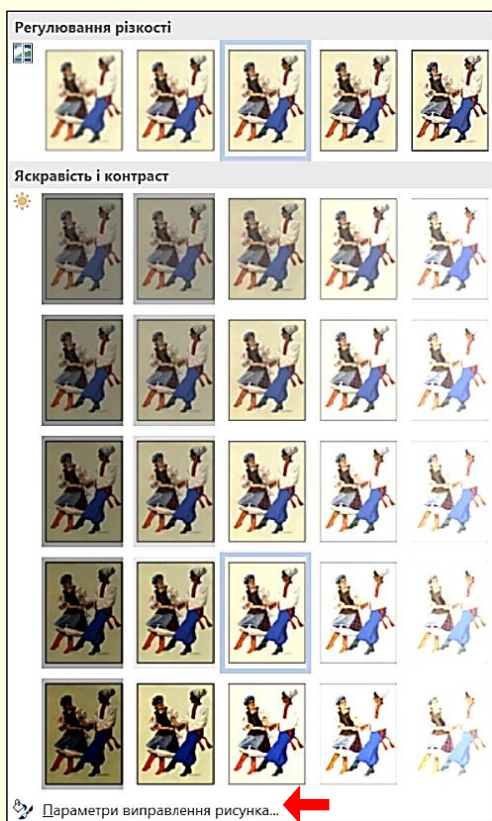 Регулювання різкості
Яскравість і контраст
Параметри виправлення рисунка...